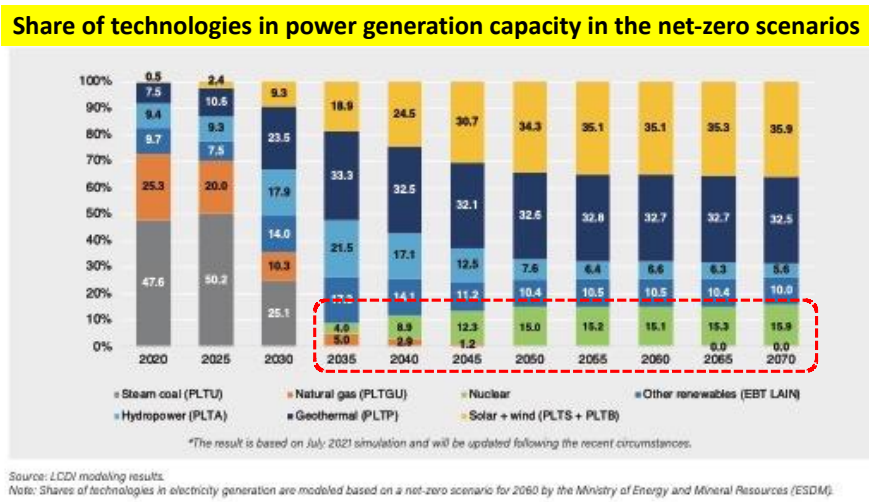 Share of technologies in power generation capacity in the net-zero scenarios
100% 0.5 2.4 9.3 18.9 24.5 30.7 34.3 35.1 35.1 35.3 35.9
90% 7.5 10.6 23.5 33.3 32.5 32.1 32.6 32.8 32.7 32.7 32.5
80% 9.4 9.3 17.9 21.5 17.1 12.5 7.6 6.4 6.6 6.3 5.6
70% 9.7 7.5 14.0 14.1 11.2 10.4 10.5 10.5 10.4 10.0
60% 25.3 20.0 10.3 4.0 8.9 12.3 15.0 15.2 15.1 15.3 15.9
50% 47.6 50.2 25.1 5.0 2.9 1.2 0.0 0.0
40%
30%
20%
10%
0%
2020 2025 2030 2035 2040 2045 2050 2055 2060 2065 2070
Steam coal (PLTU) Natural gas (PLTGU) Nuclear Other renewables (EBT LAIN)
Hydropower (PLTA) Geothermal (PLTP) Solar + wind (PLTS + PLTB)
*The result is based on July 2021 simulation and will be updated following the recent circumstances.
Source: LCDI modeling results.
Note: Shares of technologies in electricity generation are modeled based on a net-zero scenario for 2060 by the Ministry of Energy and Mineral Resources (ESDM).